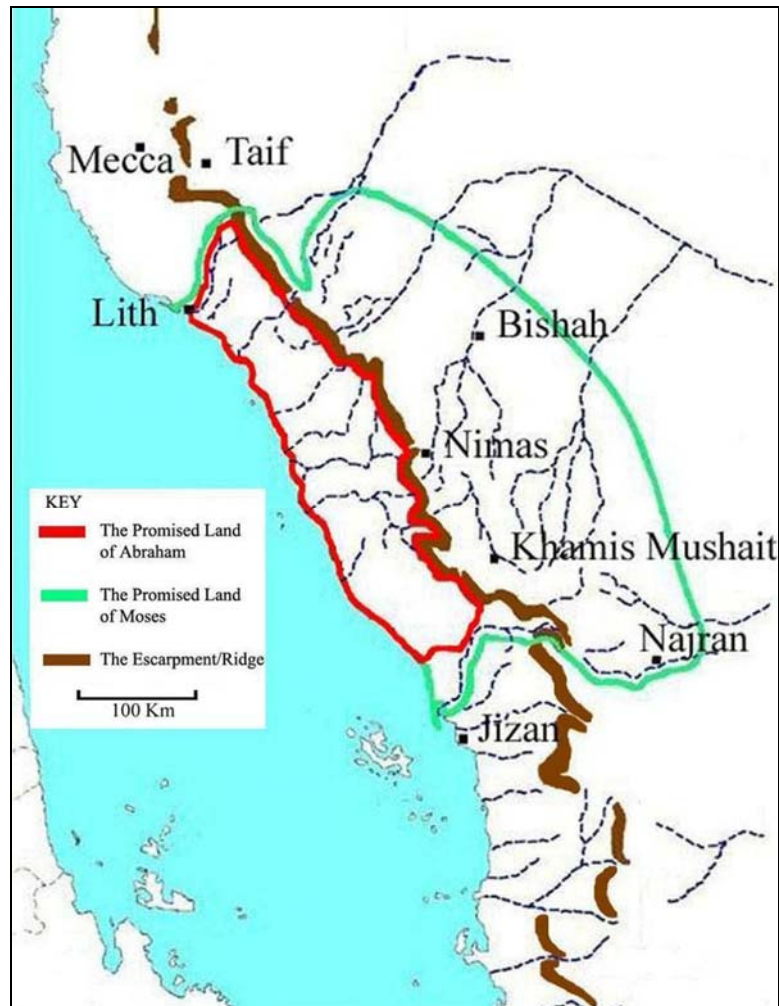 Mecca
Taif
Lith
Bishah
Nimas
KEY
The Promised Land
of Abraham
Khamis Mushait
The Promised Land
of Moses
Najran
The Escarpment/Ridge
100 Km
Jizan